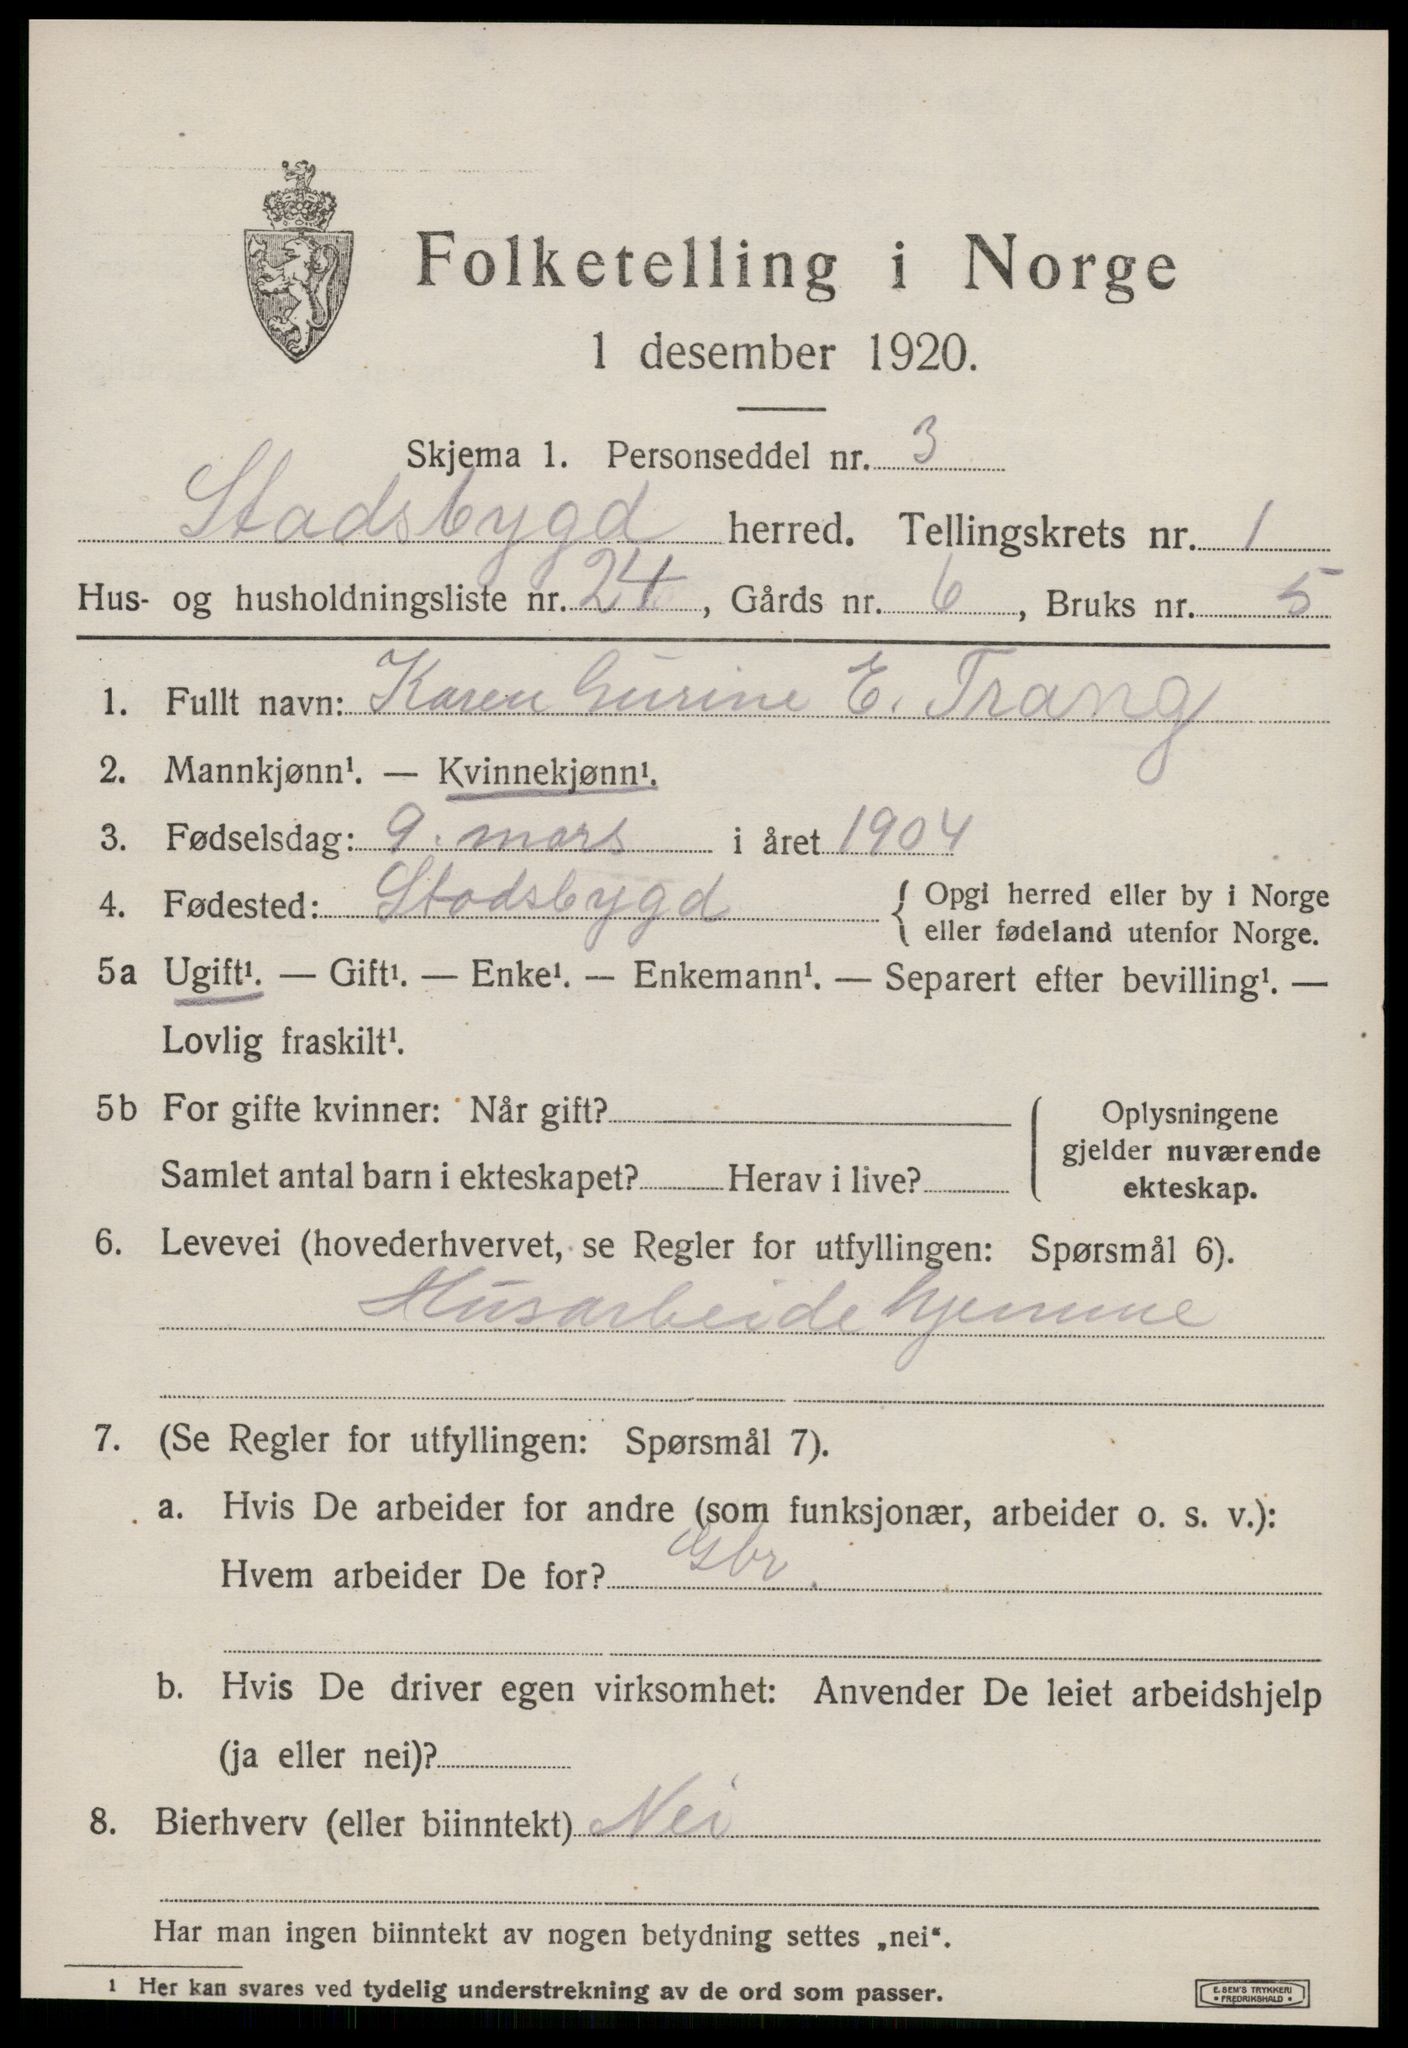 Folketelling i Norge
1 desember 1920.
Skjema 1. Personseddel nr. 3
Stadsbygd herred. Tellingskrets nr. 1
Hus- og husholdningsliste nr. 24, Gårds nr. 6, Bruks nr. 5
1. Fullt navn: Karen Gurine E. Trang
2. Mannkjønn¹. — Kvinnekjønn¹.
3. Fødselsdag: 9. mars i året 1904
4. Fødested: Stadsbygd { Opgi herred eller by i Norge
eller fødeland utenfor Norge.
5a Ugift¹. — Gift¹. — Enke¹. — Enkemann¹. — Separert efter bevilling¹. —
Lovlig fraskilt¹.
5b For gifte kvinner: Når gift?
Samlet antal barn i ekteskapet? Herav i live?
{ Oplysningene
gjelder nuværende
ekteskap.
6. Levevei (hovederhvervet, se Regler for utfyllingen: Spørsmål 6).
Husarbeide hjemme
7. (Se Regler for utfyllingen: Spørsmål 7).
a. Hvis De arbeider for andre (som funksjonær, arbeider o. s. v.):
Hvem arbeider De for? Gbr.
b. Hvis De driver egen virksomhet: Anvender De leiet arbeidshjelp
(ja eller nei)?
8. Bierhverv (eller biinntekt) Nei
Har man ingen biinntekt av nogen betydning settes „nei“.
1 Her kan svares ved tydelig understrekning av de ord som passer.
E. SEM'S TRYKKERI
• FREDRIKSHALD •